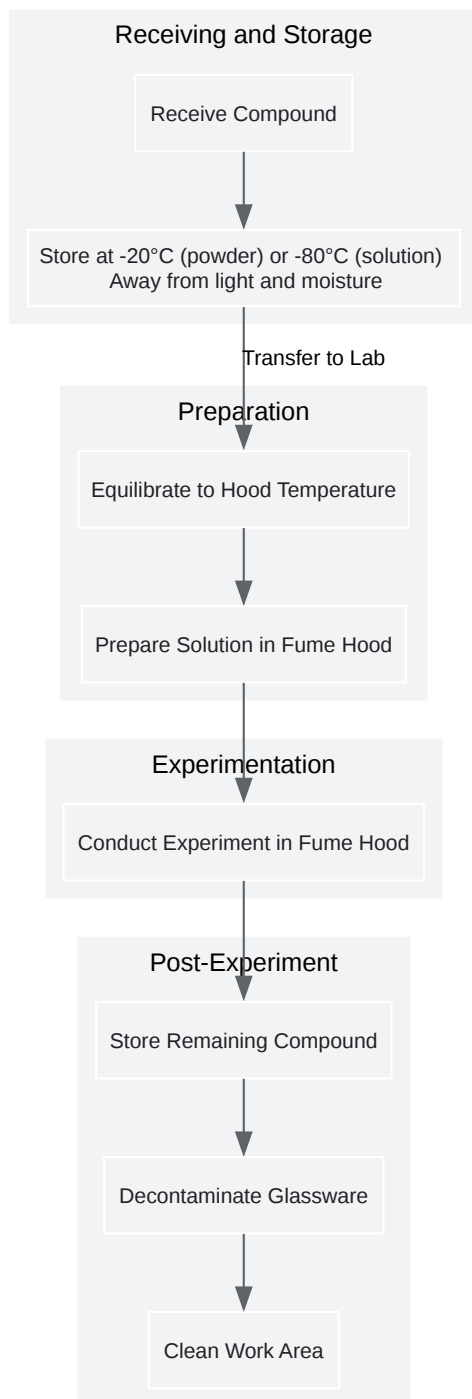 Receiving and Storage
Receive Compound
Store at -20°C (powder) or -80°C (solution)
Away from light and moisture
Transfer to Lab
Preparation
Equilibrate to Hood Temperature
Prepare Solution in Fume Hood
Experimentation
Conduct Experiment in Fume Hood
Post-Experiment
Store Remaining Compound
Decontaminate Glassware
Clean Work Area